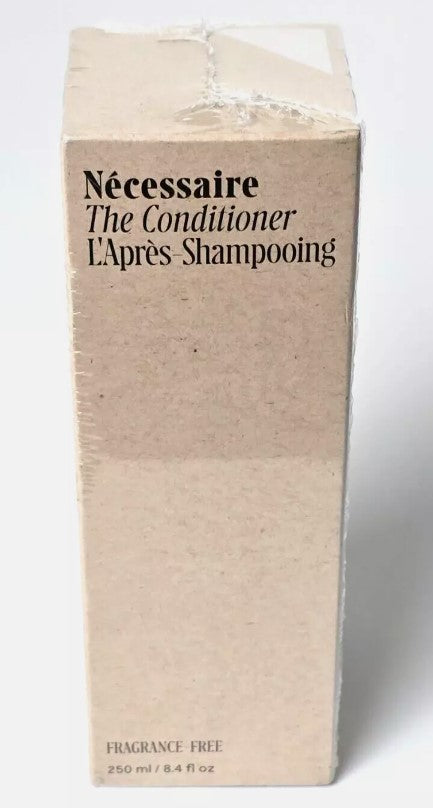 Nécessaire
The Conditioner
L'Après-Shampooing
FRAGRANCE-FREE
250 ml / 8.4 fl oz